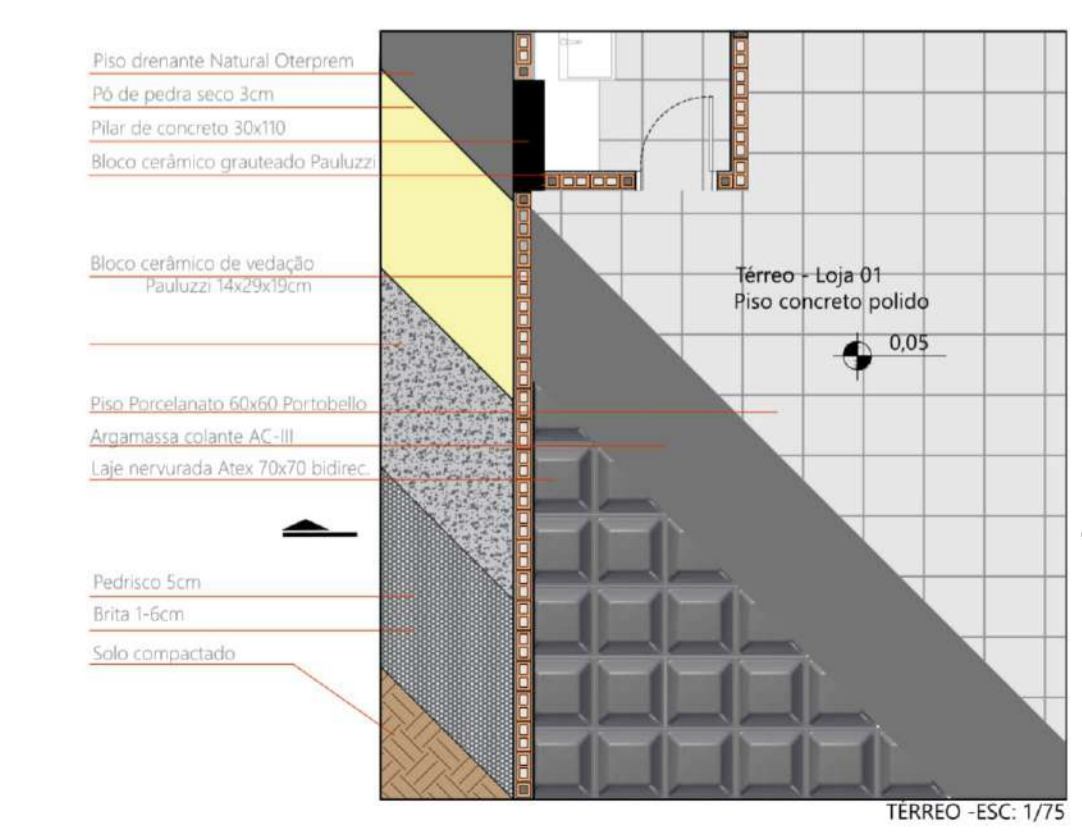 Piso drenante Natural Oterprem
Pó de pedra seco 3cm
Pilar de concreto 30x110
Bloco cerâmico grauteado Pauluzzi
Bloco cerâmico de vedação
Pauluzzi 14x29x19cm
Térreo - Loja 01
Piso concreto polido
0,05
Piso Porcelanato 60x60 Portobello
Argamassa colante AC-III
Laje nervurada Atex 70x70 bidirec.
Pedrisco 5cm
Brita 1-6cm
Solo compactado
TÉRREO -ESC: 1/75